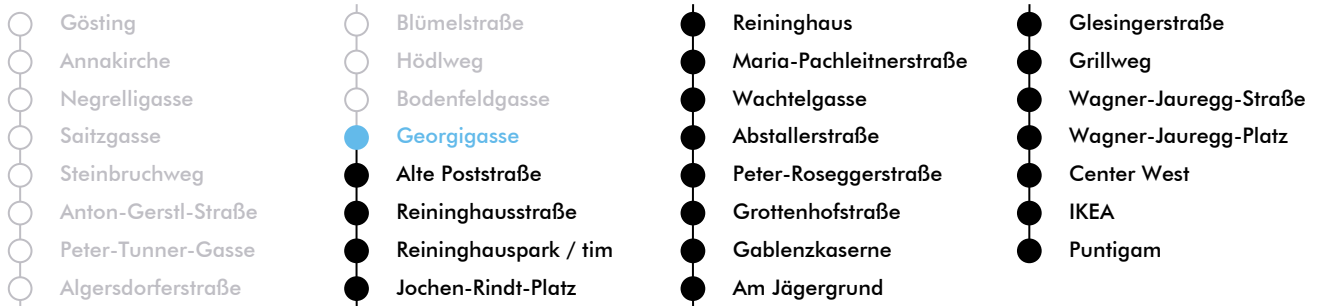 Gösting
Annakirche
Negrelligasse
Saitzgasse
Steinbruchweg
Anton-Gerstl-Straße
Peter-Tunner-Gasse
Algersdorferstraße
Blümelstraße
Hödlweg
Bodenfeldgasse
Georgigasse
Alte Poststraße
Reininghausstraße
Reininghauspark / tim
Jochen-Rindt-Platz
Reininghaus
Maria-Pachleitnerstraße
Wachtelgasse
Abstallerstraße
Peter-Roseggerstraße
Grottenhofstraße
Gablenzkaserne
Am Jägergrund
Glesingerstraße
Grillweg
Wagner-Jauregg-Straße
Wagner-Jauregg-Platz
Center West
IKEA
Puntigam